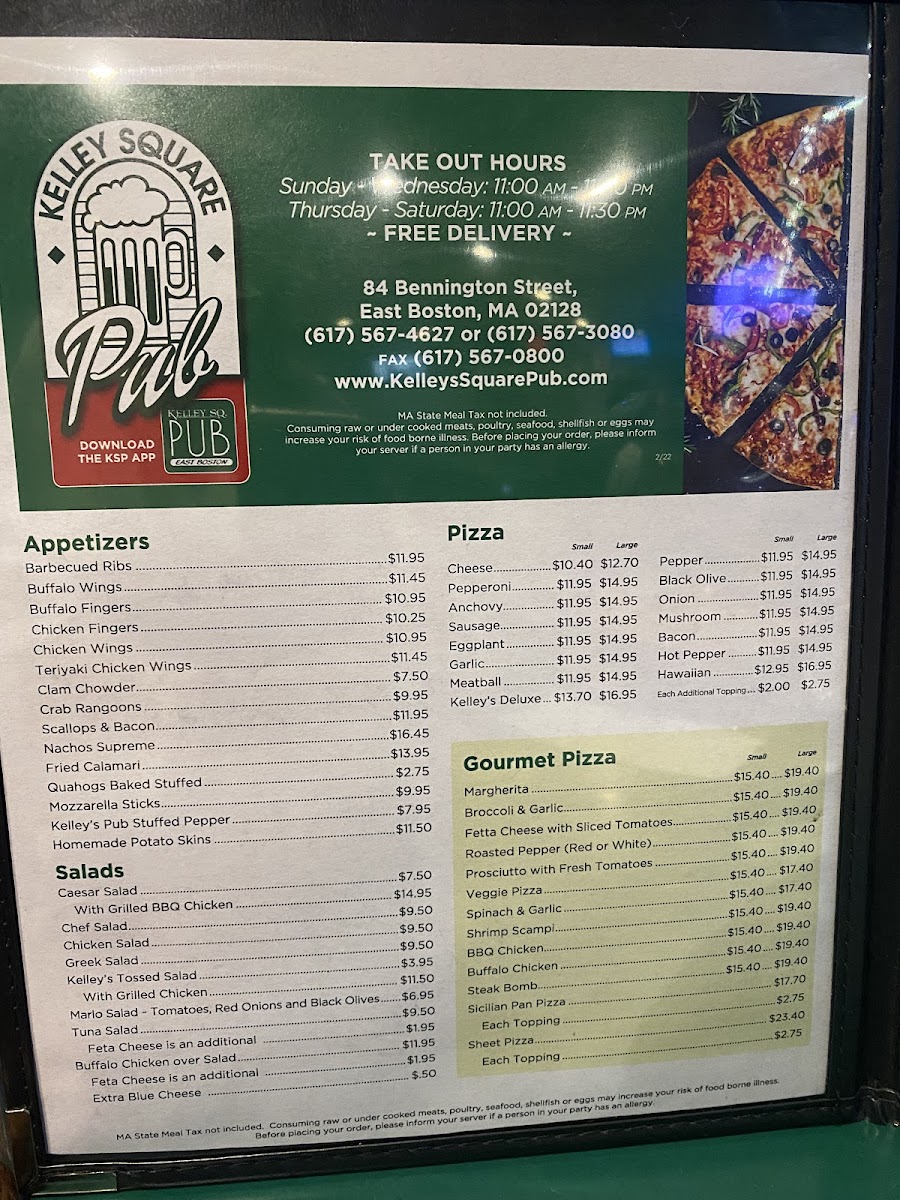 KELLEY SQUARE
Pub
DOWNLOAD
THE KSP APP
KELLEY SQ.
PUB
EAST BOSTON
TAKE OUT HOURS
Sunday - Wednesday: 11:00 AM - PM
Thursday - Saturday: 11:00 AM - 11:30 PM
~ FREE DELIVERY ~
84 Bennington Street,
East Boston, MA 02128
(617) 567-4627 or (617) 567-3080
FAX (617) 567-0800
www.KelleysSquarePub.com
MA State Meal Tax not included.
Consuming raw or under cooked meats, poultry, seafood, shellfish or eggs may
increase your risk of food borne illness. Before placing your order, please inform
your server if a person in your party has an allergy.
2/22
Appetizers
Barbecued Ribs $11.95
Buffalo Wings $11.45
Buffalo Fingers $10.95
Chicken Fingers $10.25
Chicken Wings $10.95
Teriyaki Chicken Wings $11.45
Clam Chowder $7.50
Crab Rangoons $9.95
Scallops & Bacon $11.95
Nachos Supreme $16.45
Fried Calamari $13.95
Quahogs Baked Stuffed $2.75
Mozzarella Sticks $9.95
Kelley's Pub Stuffed Pepper $7.95
Homemade Potato Skins $11.50
Salads
Caesar Salad $7.50
With Grilled BBQ Chicken $14.95
Chef Salad $9.50
Chicken Salad $9.50
Greek Salad $9.50
Kelley's Tossed Salad $3.95
With Grilled Chicken $11.50
Mario Salad - Tomatoes, Red Onions and Black Olives $6.95
Tuna Salad $9.50
Feta Cheese is an additional $1.95
Buffalo Chicken over Salad $11.95
Feta Cheese is an additional $1.95
Extra Blue Cheese $.50
Pizza
Small Large
Cheese $10.40 $12.70
Pepperoni $11.95 $14.95
Anchovy $11.95 $14.95
Sausage $11.95 $14.95
Eggplant $11.95 $14.95
Garlic $11.95 $14.95
Meatball $11.95 $14.95
Kelley's Deluxe $13.70 $16.95
Small Large
Pepper $11.95 $14.95
Black Olive $11.95 $14.95
Onion $11.95 $14.95
Mushroom $11.95 $14.95
Bacon $11.95 $14.95
Hot Pepper $11.95 $14.95
Hawaiian $12.95 $16.95
Each Additional Topping $2.00 $2.75
Gourmet Pizza
Small Large
Margherita $15.40 $19.40
Broccoli & Garlic $15.40 $19.40
Fetta Cheese with Sliced Tomatoes $15.40 $19.40
Roasted Pepper (Red or White) $15.40 $19.40
Prosciutto with Fresh Tomatoes $15.40 $19.40
Veggie Pizza $15.40 $17.40
Spinach & Garlic $15.40 $17.40
Shrimp Scampi $15.40 $19.40
BBQ Chicken $15.40 $19.40
Buffalo Chicken $15.40 $19.40
Steak Bomb $15.40 $19.40
Sicilian Pan Pizza $17.70
Each Topping $2.75
Sheet Pizza $23.40
Each Topping $2.75
MA State Meal Tax not included. Consuming raw or under cooked meats, poultry, seafood, shellfish or eggs may increase your risk of food borne illness.
Before placing your order, please inform your server if a person in your party has an allergy.